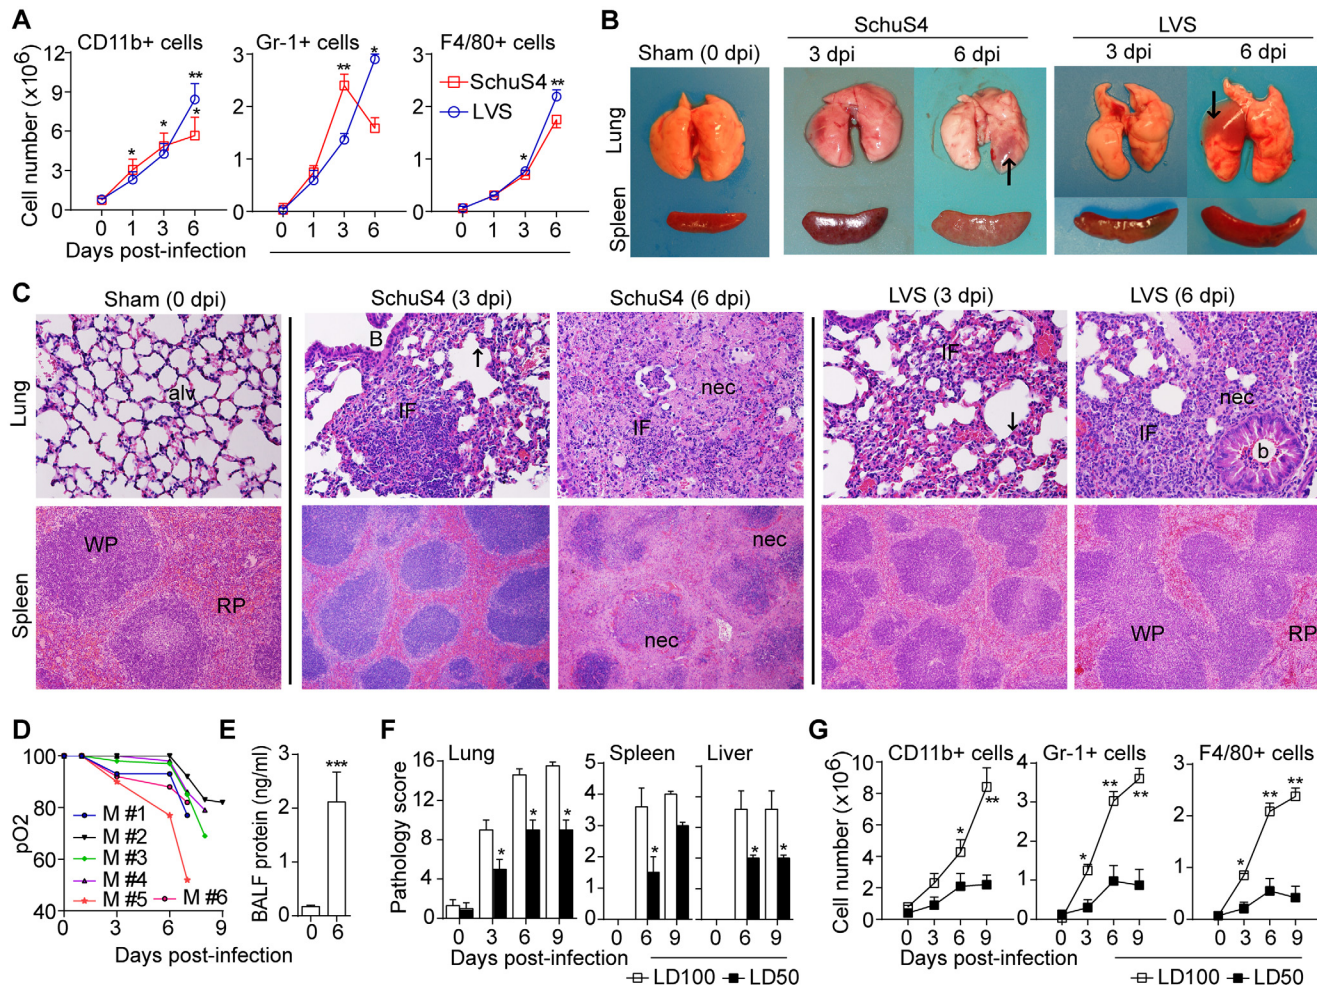 A
CD11b+ cells
Gr-1+ cells
F4/80+ cells
Cell number (x10⁶)
12
9
6
3
0
**
*
*
*
0 1 3 6
3
2
1
0
**
*
0 1 3 6
3
2
1
0
SchuS4
LVS
**
*
0 1 3 6
Days post-infection
B
SchuS4
LVS
Sham (0 dpi)
3 dpi
6 dpi
3 dpi
6 dpi
Lung
Spleen
C
Sham (0 dpi)
SchuS4 (3 dpi)
SchuS4 (6 dpi)
LVS (3 dpi)
LVS (6 dpi)
Lung
alv
B
IF
nec
IF
IF
nec
IF
b
Spleen
WP
RP
nec
nec
WP
RP
D
pO2
100
80
60
40
M #1
M #2
M #3
M #4
M #5
M #6
0 3 6 9
Days post-infection
E
BALF protein (ng/ml)
3
2
1
0
***
0 6
F
Pathology score
Lung
16
12
8
4
0
*
*
*
0 3 6 9
Spleen
5
4
3
2
1
0
*
0 6 9
Liver
*
*
0 6 9
Days post-infection
LD100
LD50
G
Cell number (x10⁶)
CD11b+ cells
10
8
6
4
2
0
*
**
0 3 6 9
Gr-1+ cells
4
3
2
1
0
*
**
**
0 3 6 9
F4/80+ cells
3
2
1
0
*
**
**
0 3 6 9
Days post-infection
LD100
LD50